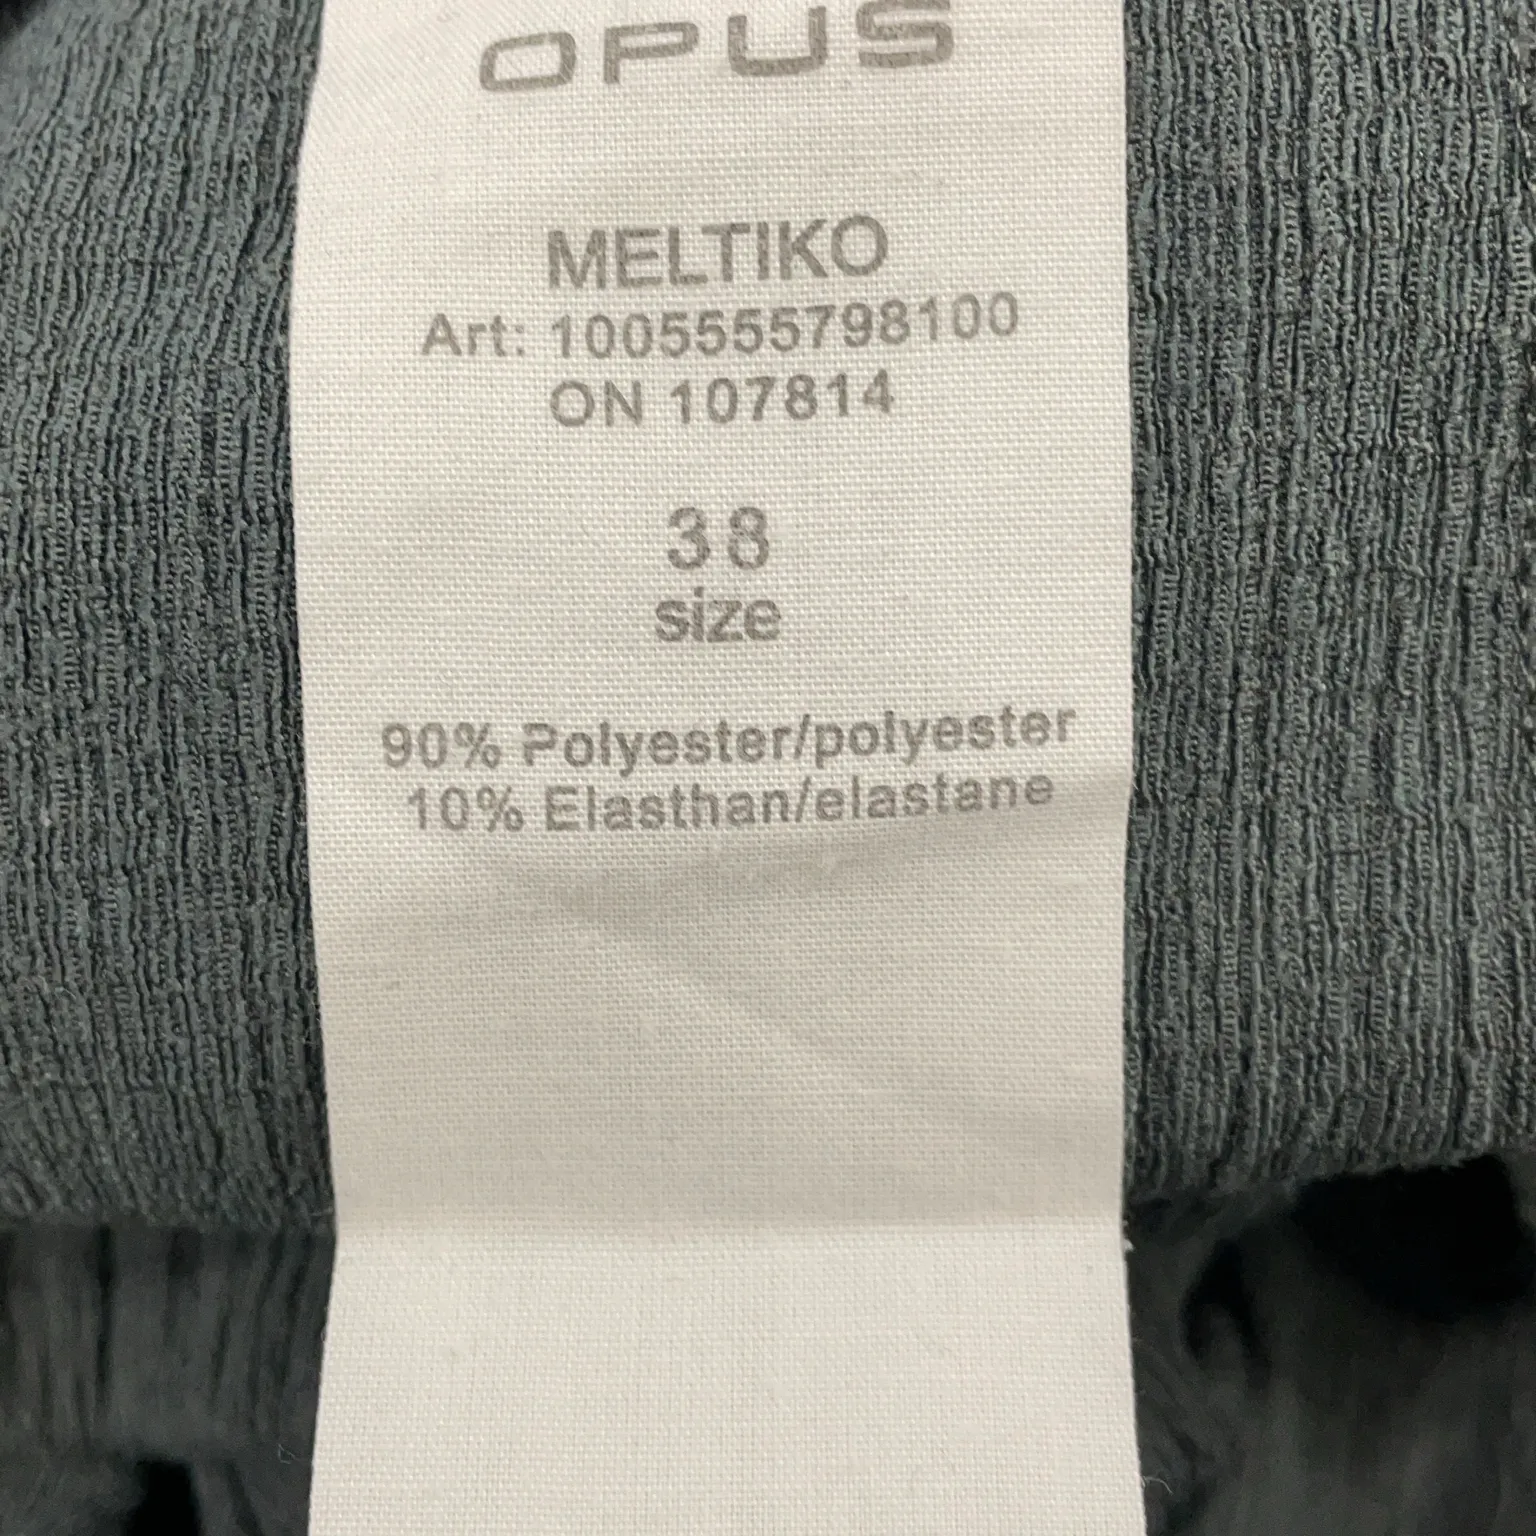 OPUS
MELTIKO
Art: 1005555798100
ON 107814
38
size
90% Polyester/polyester
10% Elasthan/elastane